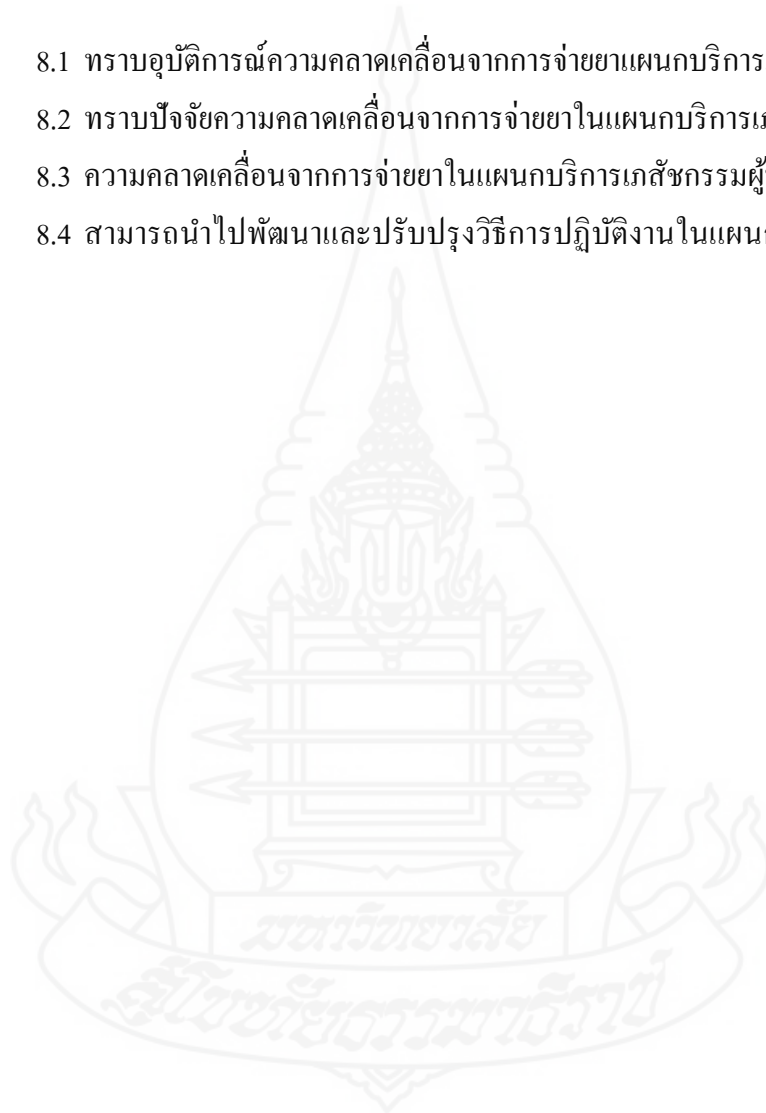 8.1 ทราบอุบัติการณ์ความคลาดเคลื่อนจากการจ่ายยาแผนกบริการ
8.2 ทราบปัจจัยความคลาดเคลื่อนจากการจ่ายยาในแผนกบริการเภ
8.3 ความคลาดเคลื่อนจากการจ่ายยาในแผนกบริการเภสัชกรรมผู้
8.4 สามารถนำไปพัฒนาและปรับปรุงวิธีการปฏิบัติงานในแผน
มหาวิทยาลัย
สุโขทัยธรรมาธิราช